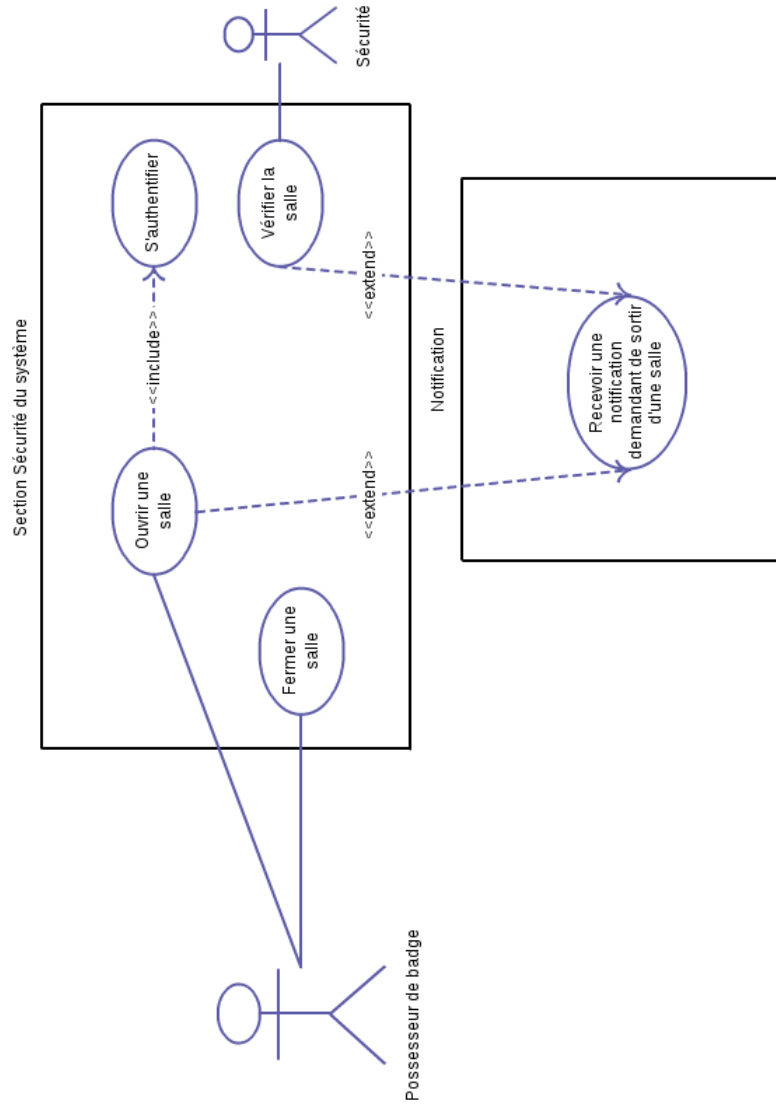 Section Sécurité du système
Possesseur de badge
Ouvrir une
salle
<<include>>
S'authentifier
Fermer une
salle
Vérifier la
salle
Sécurité
<<extend>>
<<extend>>
Notification
Recevoir une
notification
demandant de sortir
d'une salle